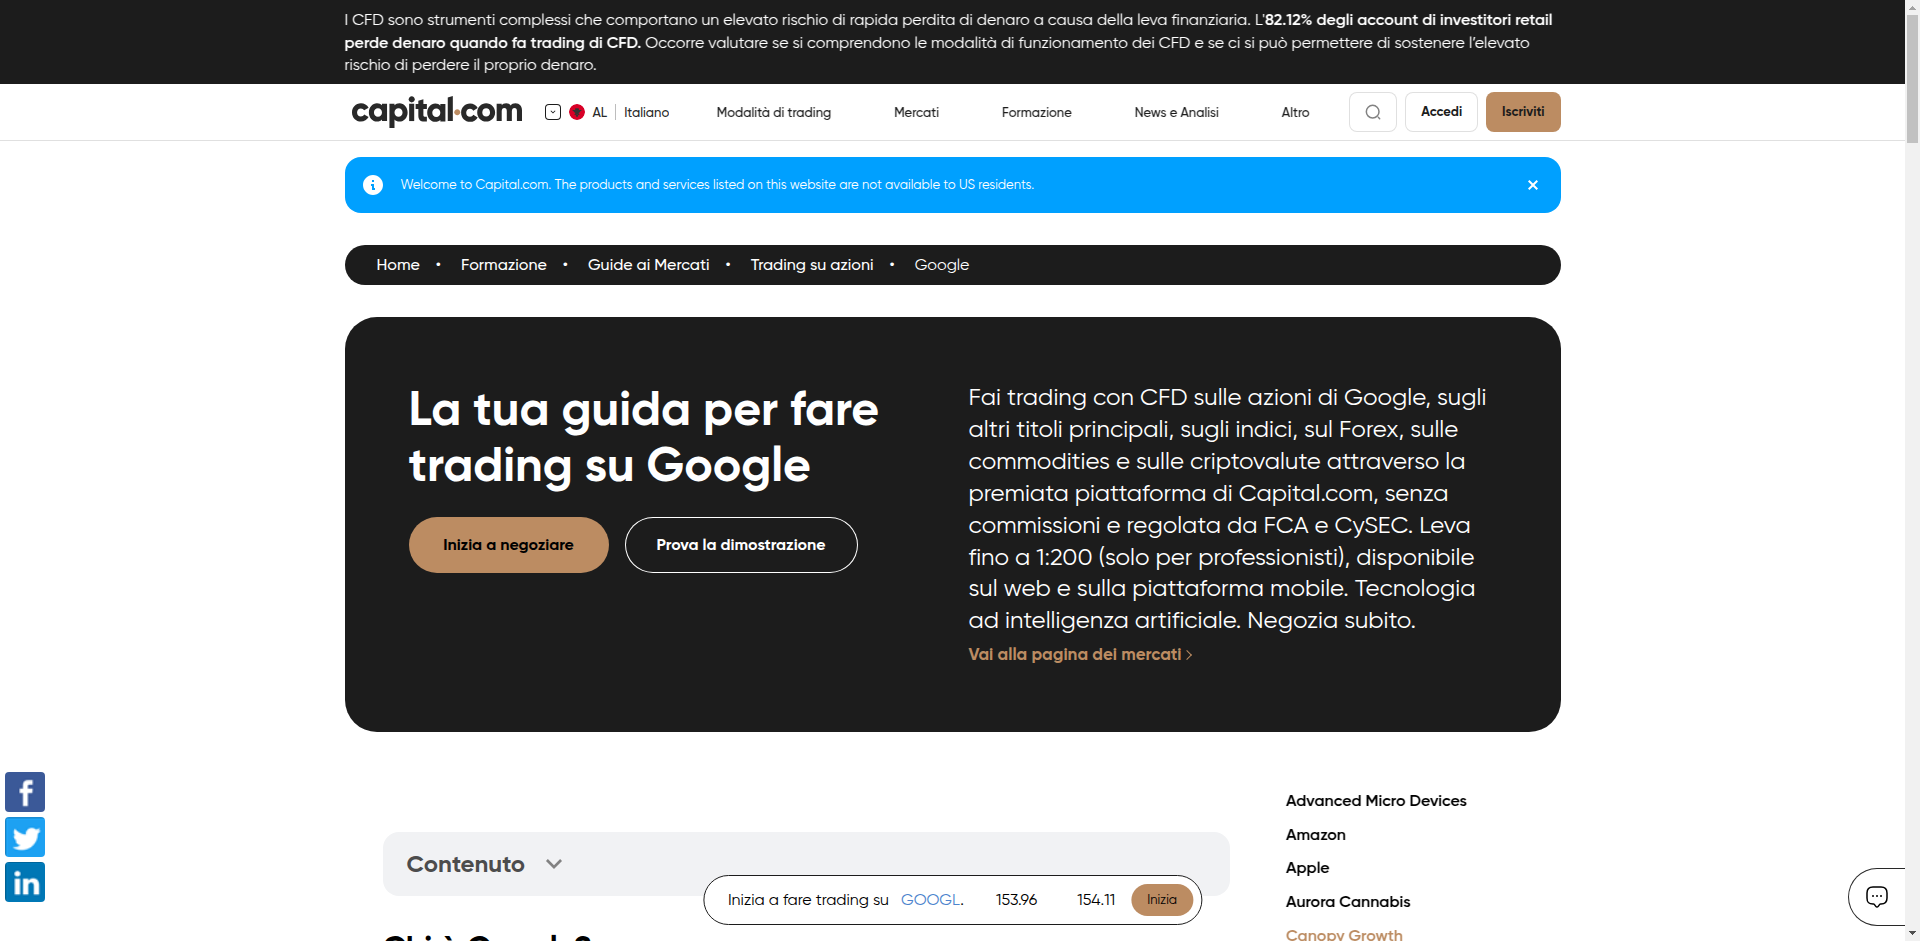 I CFD sono strumenti complessi che comportano un elevato rischio di rapida perdita di denaro a causa della leva finanziaria. L'82.12% degli account di investitori retail
perde denaro quando fa trading di CFD. Occorre valutare se si comprendono le modalità di funzionamento dei CFD e se ci si può permettere di sostenere l’elevato
rischio di perdere il proprio denaro.
capital.com
AL
Italiano
Modalità di trading
Mercati
Formazione
News e Analisi
Altro
Accedi
Iscriviti
Welcome to Capital.com. The products and services listed on this website are not available to US residents.
Home • Formazione • Guide ai Mercati • Trading su azioni • Google
La tua guida per fare
trading su Google
Inizia a negoziare
Prova la dimostrazione
Fai trading con CFD sulle azioni di Google, sugli
altri titoli principali, sugli indici, sul Forex, sulle
commodities e sulle criptovalute attraverso la
premiata piattaforma di Capital.com, senza
commissioni e regolata da FCA e CySEC. Leva
fino a 1:200 (solo per professionisti), disponibile
sul web e sulla piattaforma mobile. Tecnologia
ad intelligenza artificiale. Negozia subito.
Vai alla pagina dei mercati
Contenuto
Advanced Micro Devices
Amazon
Apple
Aurora Cannabis
Canopy Growth
Inizia a fare trading su GOOGL. 153.96 154.11 Inizia
Chi è Google?